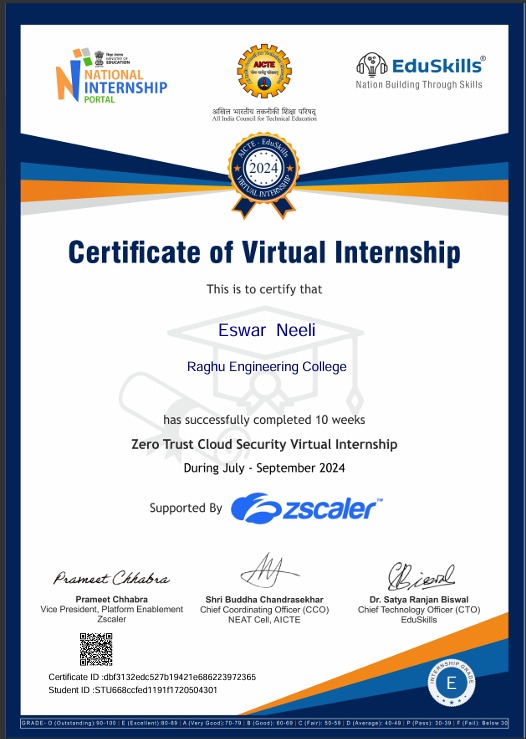 NATIONAL
INTERNSHIP
PORTAL
MINISTRY OF
EDUCATION
AICTE
अखिल भारतीय तकनीकी शिक्षा परिषद्
All India Council for Technical Education
EduSkills®
Nation Building Through Skills
AICTE - EduSkills
2024
VIRTUAL INTERNSHIP
Certificate of Virtual Internship
This is to certify that
Eswar Neeli
Raghu Engineering College
has successfully completed 10 weeks
Zero Trust Cloud Security Virtual Internship
During July - September 2024
Supported By zscaler™
Prameet Chhabra
Prameet Chhabra
Vice President, Platform Enablement
Zscaler
Shri Buddha Chandrasekhar
Chief Coordinating Officer (CCO)
NEAT Cell, AICTE
SRBiswal
Dr. Satya Ranjan Biswal
Chief Technology Officer (CTO)
EduSkills
Certificate ID :dbf3132edc527b19421e686223972365
Student ID :STU668ccfed1191f1720504301
INTERNSHIP GRADE
E
GRADE- O (Outstanding) 90-100 | E (Excellent) 80-89 | A (Very Good) 70-79 | B (Good) 60-69 | C (Fair) 50-59 | D (Average) 40-49 | P (Pass) 30-39 | F (Fail) Below 30